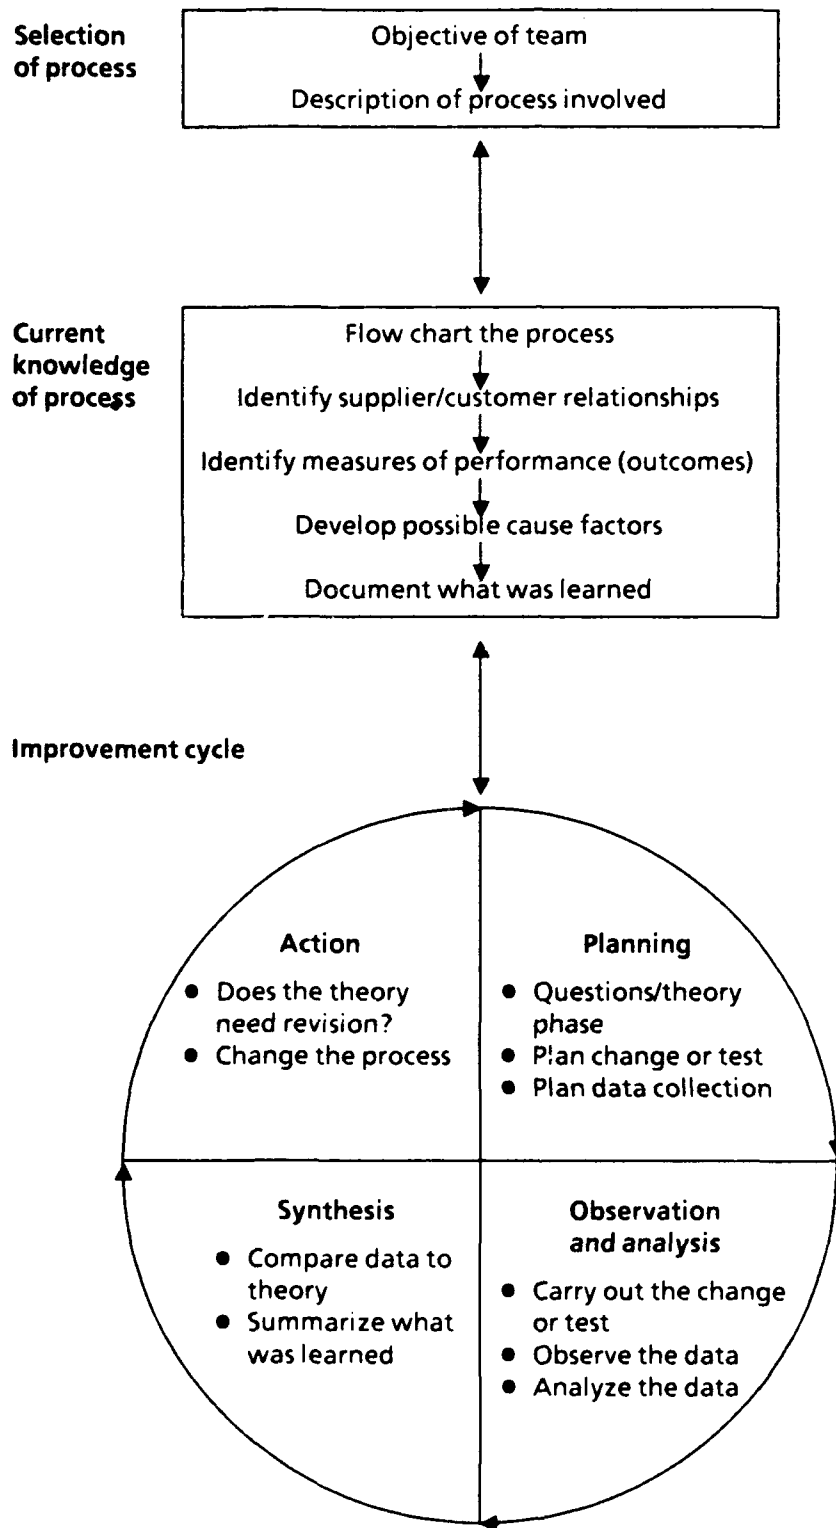 Selection
of process
Objective of team
Description of process involved
Current
knowledge
of process
Flow chart the process
Identify supplier/customer relationships
Identify measures of performance (outcomes)
Develop possible cause factors
Document what was learned
Improvement cycle
Action
● Does the theory
need revision?
● Change the process
Planning
● Questions/theory
phase
● Plan change or test
● Plan data collection
Synthesis
● Compare data to
theory
● Summarize what
was learned
Observation
and analysis
● Carry out the change
or test
● Observe the data
● Analyze the data